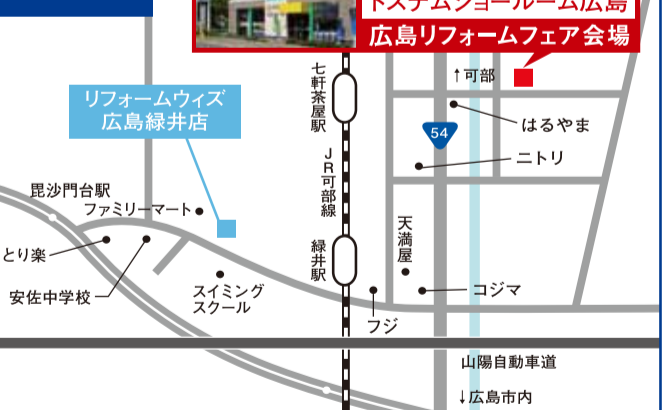 トステムショールーム広島
広島リフォームフェア会場
↑可部
七軒茶屋駅
リフォームウィズ
広島緑井店
はるやま
54
ニトリ
JR可部線
毘沙門台駅
ファミリーマート
天満屋
緑井駅
とり楽
安佐中学校
スイミング
スクール
コジマ
フジ
山陽自動車道
↓広島市内